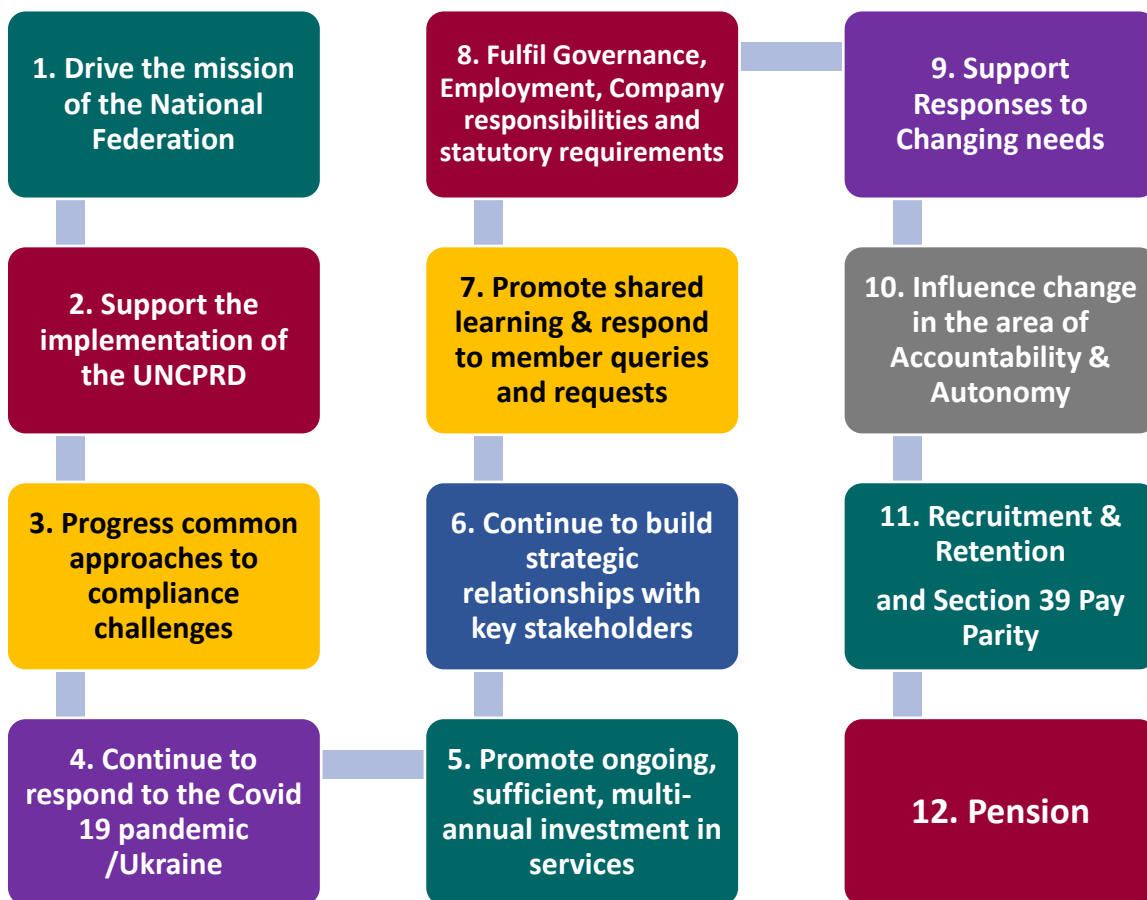 1. Drive the mission
of the National
Federation
2. Support the
implementation of
the UNCPRD
3. Progress common
approaches to
compliance
challenges
4. Continue to
respond to the Covid
19 pandemic
/Ukraine
5. Promote ongoing,
sufficient, multi-
annual investment in
services
6. Continue to build
strategic
relationships with
key stakeholders
7. Promote shared
learning & respond
to member queries
and requests
8. Fulfil Governance,
Employment, Company
responsibilities and
statutory requirements
9. Support
Responses to
Changing needs
10. Influence change
in the area of
Accountability &
Autonomy
11. Recruitment &
Retention
and Section 39 Pay
Parity
12. Pension